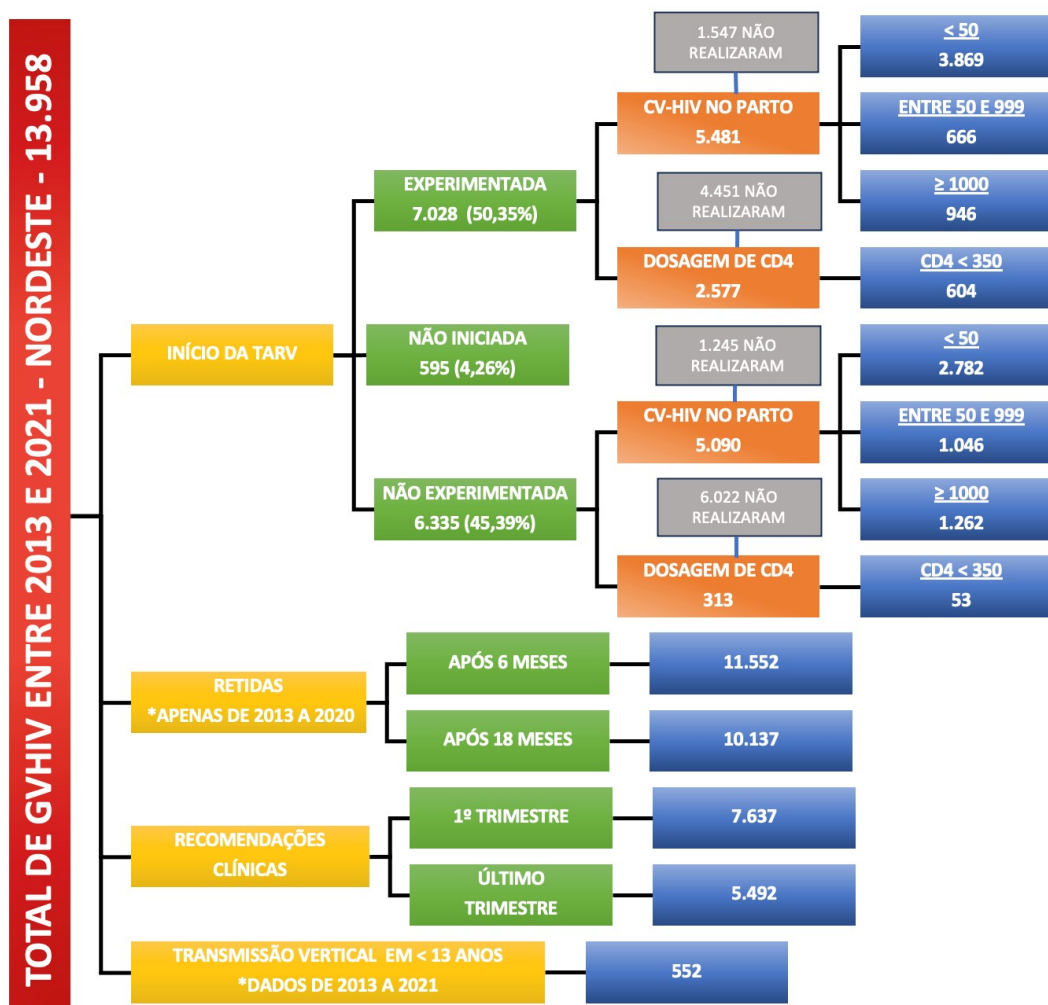 TOTAL DE GVHIV ENTRE 2013 E 2021 - NORDESTE - 13.958
INÍCIO DA TARV
EXPERIMENTADA
7.028 (50,35%)
1.547 NÃO
REALIZARAM
CV-HIV NO PARTO
5.481
< 50
3.869
ENTRE 50 E 999
666
≥ 1000
946
4.451 NÃO
REALIZARAM
DOSAGEM DE CD4
2.577
CD4 < 350
604
NÃO INICIADA
595 (4,26%)
NÃO EXPERIMENTADA
6.335 (45,39%)
1.245 NÃO
REALIZARAM
CV-HIV NO PARTO
5.090
< 50
2.782
ENTRE 50 E 999
1.046
≥ 1000
1.262
6.022 NÃO
REALIZARAM
DOSAGEM DE CD4
313
CD4 < 350
53
RETIDAS
*APENAS DE 2013 A 2020
APÓS 6 MESES
11.552
APÓS 18 MESES
10.137
RECOMENDAÇÕES
CLÍNICAS
1º TRIMESTRE
7.637
ÚLTIMO
TRIMESTRE
5.492
TRANSMISSÃO VERTICAL EM < 13 ANOS
*DADOS DE 2013 A 2021
552